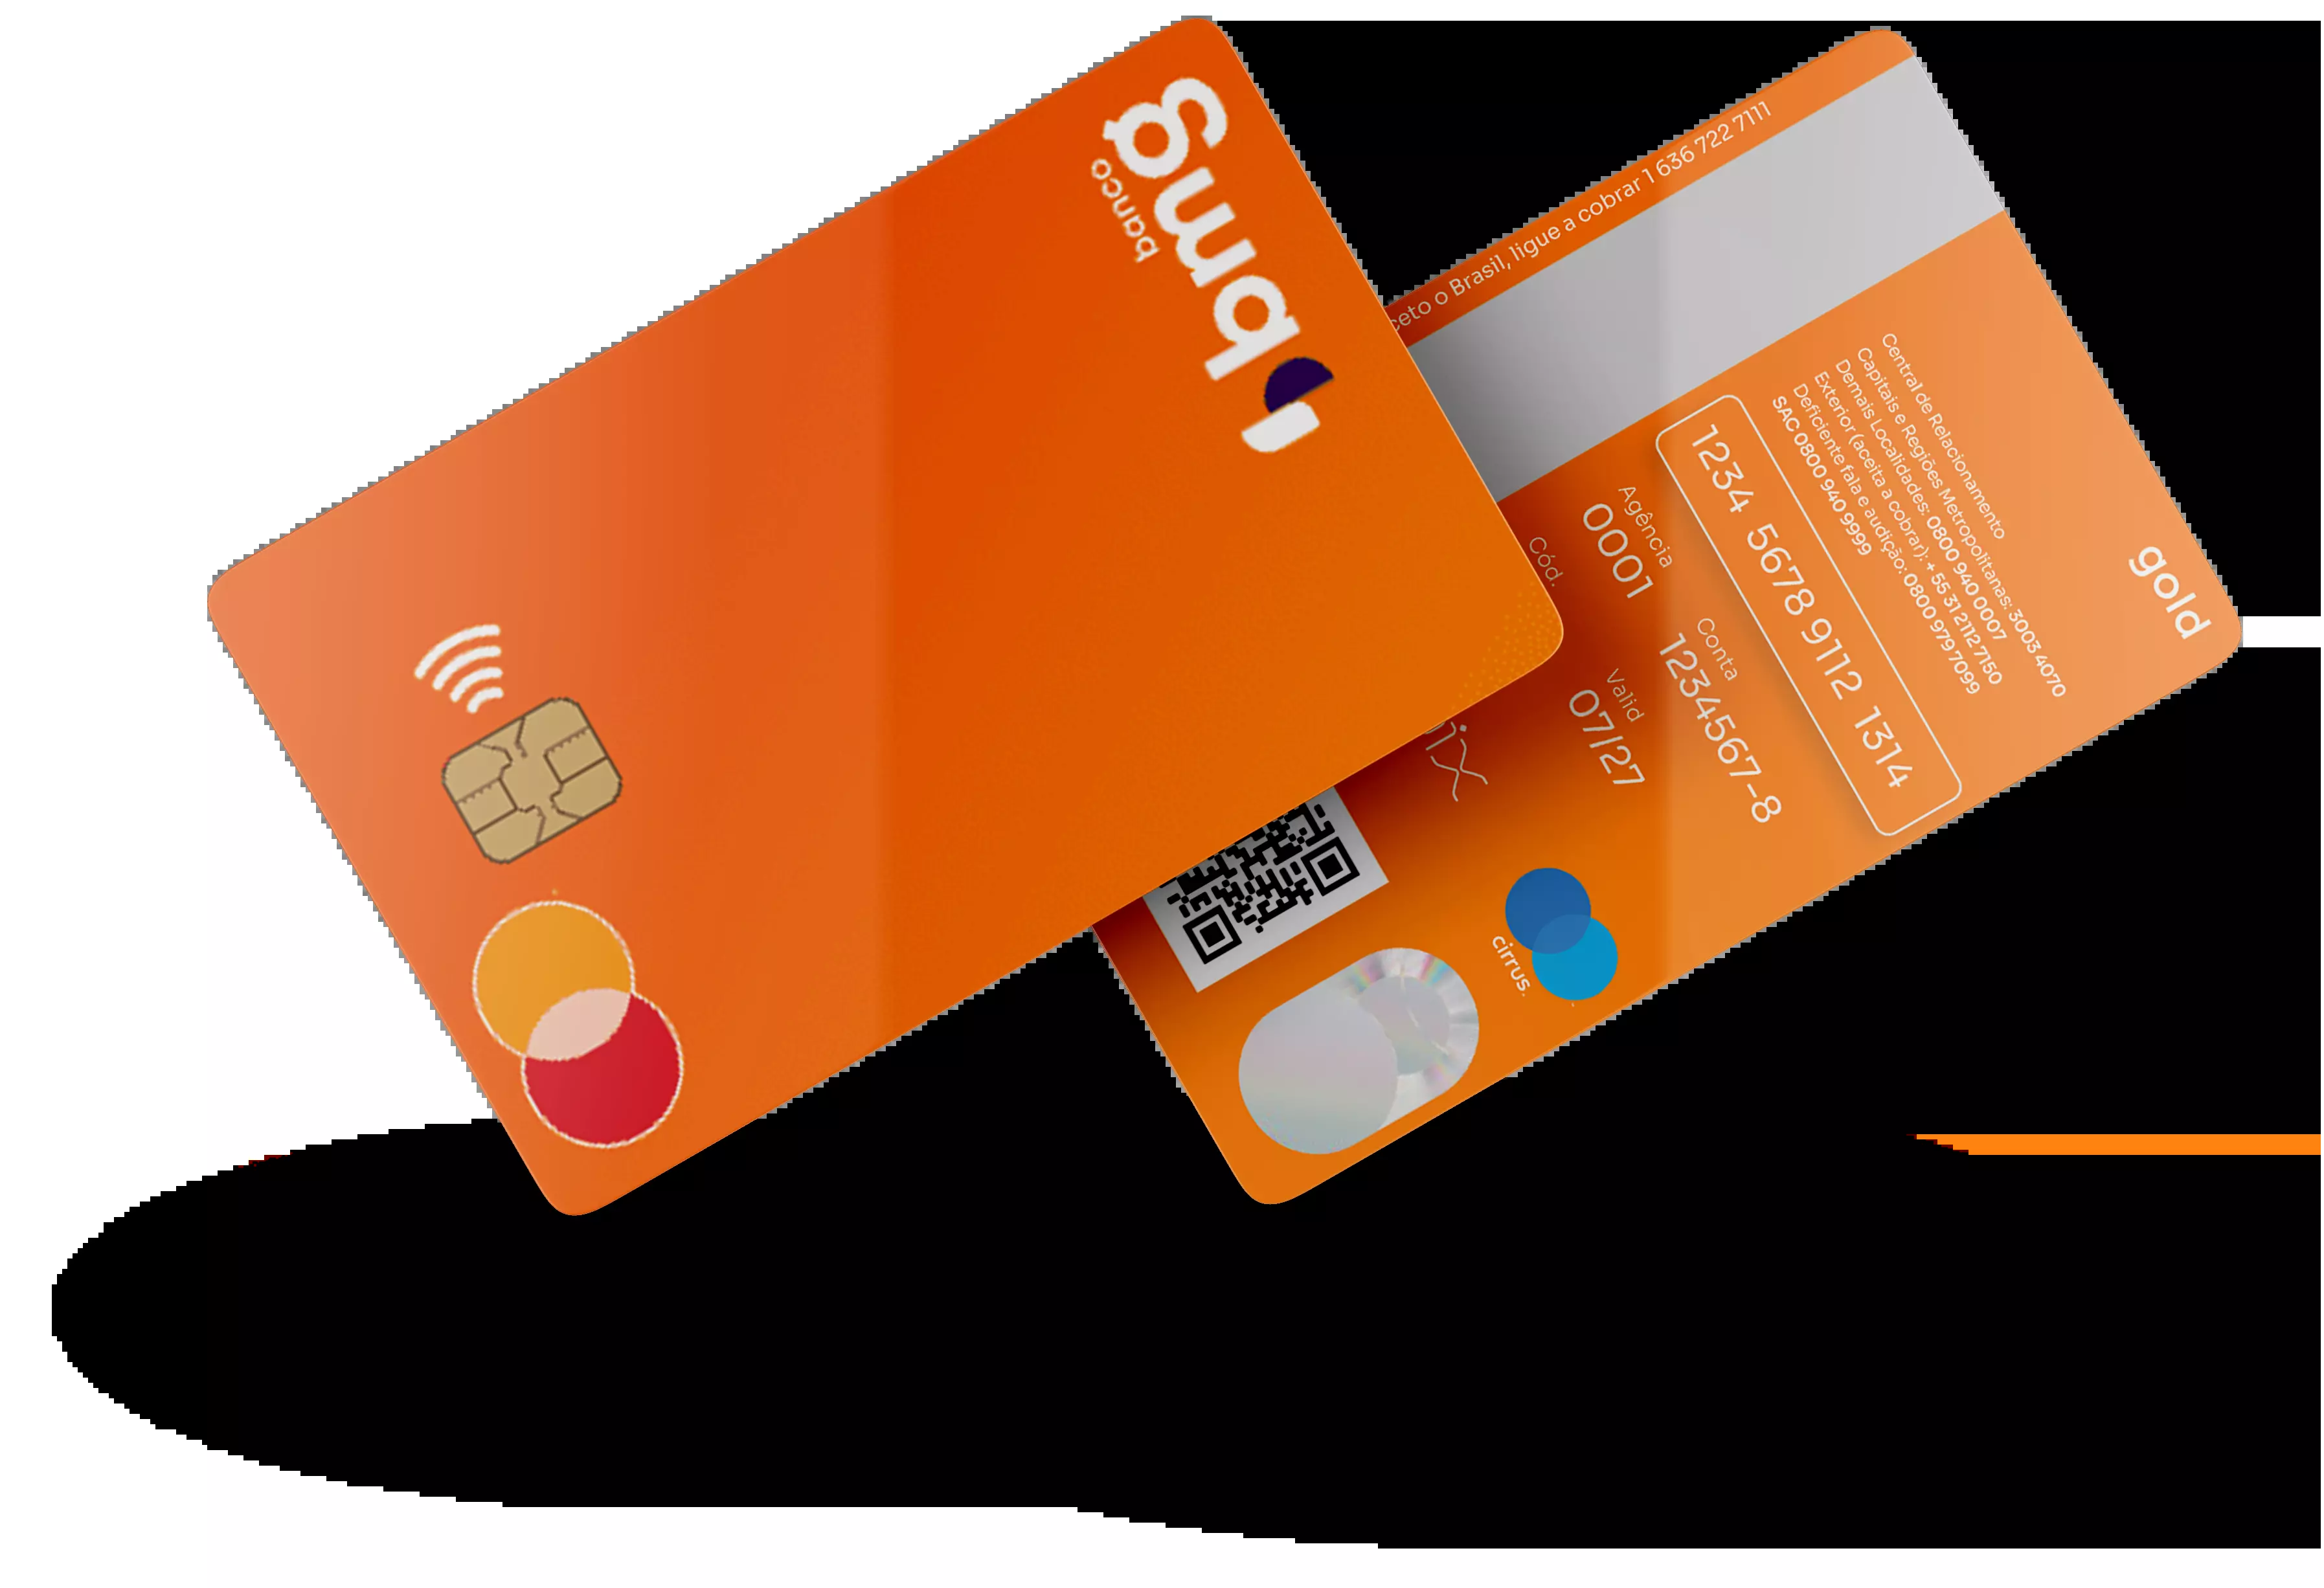 banco
bmg
ceto o Brasil, ligue a cobrar 1 636 722 7111
gold
Central de Relacionamento
Capitais e Regiões Metropolitanas: 3003 4070
Demais Localidades: 0800 940 0007
Exterior (aceita a cobrar): + 55 31 2112 7150
Deficiente fala e audição: 0800 979 7099
SAC 0800 940 9999
1234 5678 9112 1314
Agência
0001
Conta
1234567-8
Cód.
Valid
07/27
cirrus.